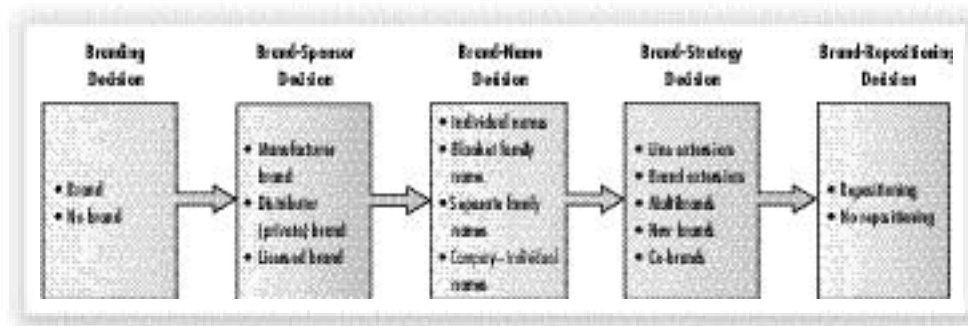 Branding
Decision
Brand-Sponsor
Decision
Brand-Name
Decision
Brand-Strategy
Decision
Brand-Repositioning
Decision
• Brand
• No brand
• Manufacturer
brand
• Distributor
(private) brand
• Licensed brand
• Individual names
• Blanket family
name
• Separate family
names
• Company–Individual
names
• Line extensions
• Brand extensions
• Multibrands
• New brands
• Co-brands
• Repositioning
• No repositioning